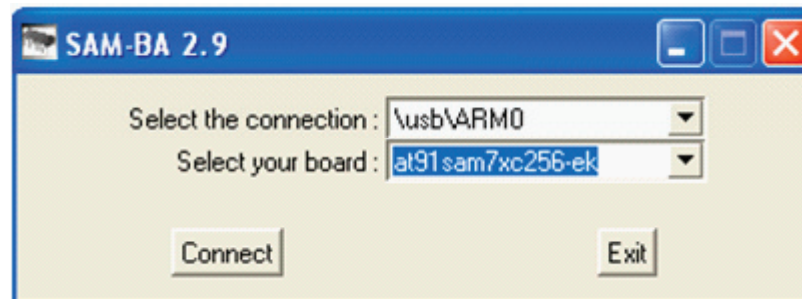 SAM-BA 2.9
Select the connection : \usb\ARM0
Select your board : at91sam7xc256-ek
Connect Exit